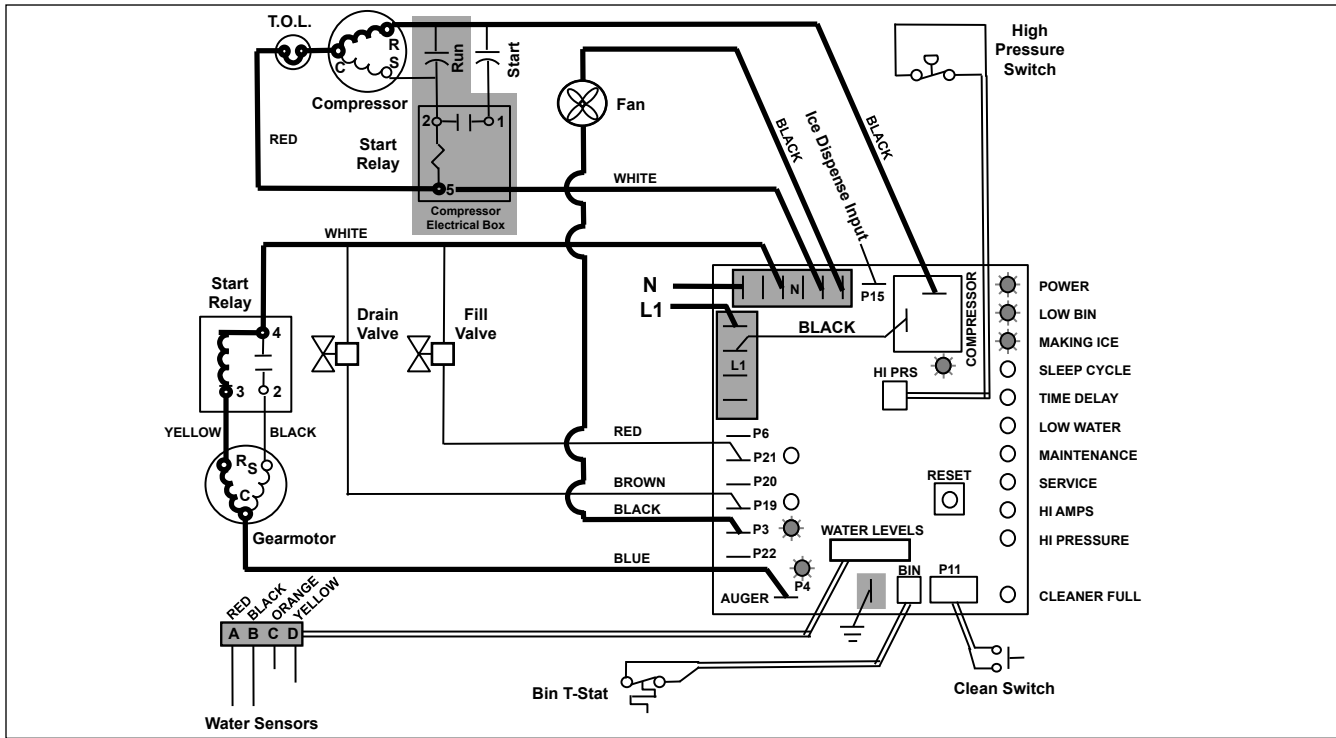 T.O.L.
R
C
S
Compressor
Run
Start
2
1
Start
Relay
5
Compressor
Electrical Box
RED
WHITE
Fan
BLACK
Ice Dispense Input
BLACK
High
Pressure
Switch
WHITE
Start
Relay
4
3
2
YELLOW
BLACK
R
S
C
Gearmotor
Drain
Valve
Fill
Valve
N
L1
N
P15
BLACK
L1
COMPRESSOR
HI PRS
RED
BROWN
BLACK
BLUE
P6
P21
P20
P19
P3
P22
P4
AUGER
WATER LEVELS
BIN
P11
RESET
POWER
LOW BIN
MAKING ICE
SLEEP CYCLE
TIME DELAY
LOW WATER
MAINTENANCE
SERVICE
HI AMPS
HI PRESSURE
CLEANER FULL
RED
BLACK
ORANGE
YELLOW
A B C D
Water Sensors
Bin T-Stat
Clean Switch